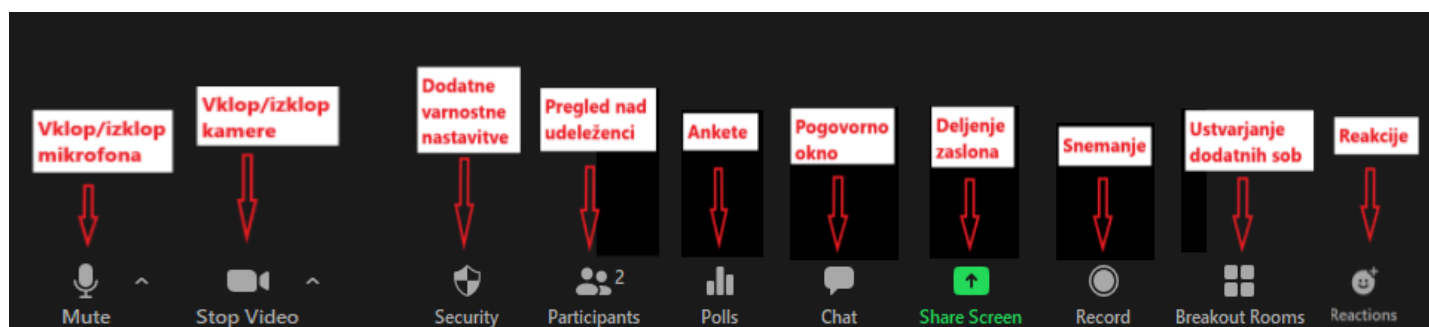 Vklop/izklop
mikrofona
Vklop/izklop
kamere
Dodatne
varnostne
nastavitve
Pregled nad
udeleženci
Ankete
Pogovorno
okno
Deljenje
zaslona
Snemanje
Ustvarjanje
dodatnih sob
Reakcije
2
Mute
Stop Video
Security
Participants
Polls
Chat
Share Screen
Record
Breakout Rooms
Reactions